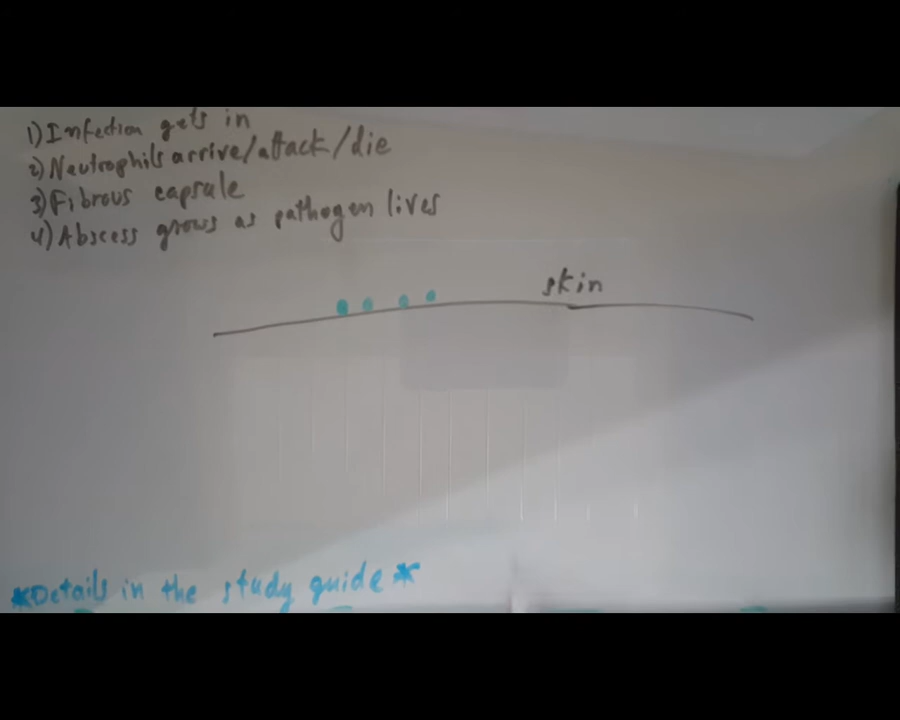 1) Infection gets in
2) Neutrophils arrive/attack/die
3) Fibrous capsule
4) Abscess grows as pathogen lives
skin
*Details in the study guide*